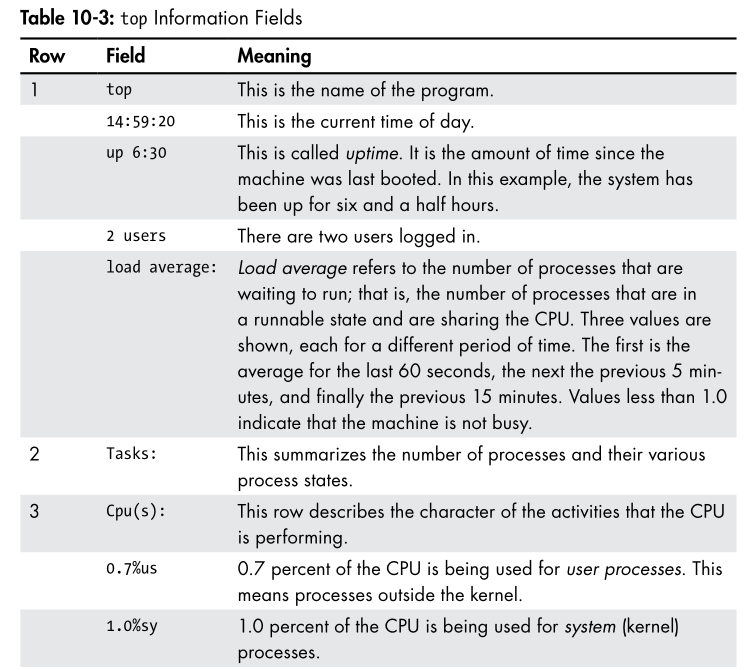 Table 10-3: top Information Fields
Row Field Meaning
1 top This is the name of the program.
14:59:20 This is the current time of day.
up 6:30 This is called uptime. It is the amount of time since the
machine was last booted. In this example, the system has
been up for six and a half hours.
2 users There are two users logged in.
load average: Load average refers to the number of processes that are
waiting to run; that is, the number of processes that are in
a runnable state and are sharing the CPU. Three values are
shown, each for a different period of time. The first is the
average for the last 60 seconds, the next the previous 5 min-
utes, and finally the previous 15 minutes. Values less than 1.0
indicate that the machine is not busy.
2 Tasks: This summarizes the number of processes and their various
process states.
3 Cpu(s): This row describes the character of the activities that the CPU
is performing.
0.7%us 0.7 percent of the CPU is being used for user processes. This
means processes outside the kernel.
1.0%sy 1.0 percent of the CPU is being used for system (kernel)
processes.